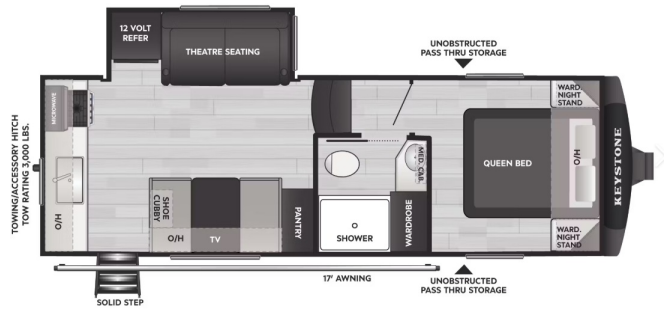 12 VOLT
REFER
THEATRE SEATING
UNOBSTRUCTED
PASS THRU STORAGE
TOWING/ACCESSORY HITCH
TOW RATING 3,000 LBS.
MICROWAVE
O/H
SHOE
CUBBY
O/H
TV
PANTRY
MED. CAB.
SHOWER
WARDROBE
QUEEN BED
WARD.
NIGHT
STAND
O/H
WARD.
NIGHT
STAND
KEYSTONE
17' AWNING
SOLID STEP
UNOBSTRUCTED
PASS THRU STORAGE